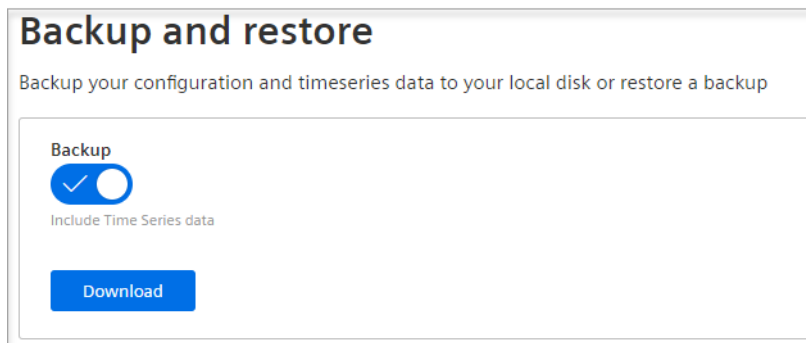 Backup and restore
Backup your configuration and timeseries data to your local disk or restore a backup
Backup
Include Time Series data
Download